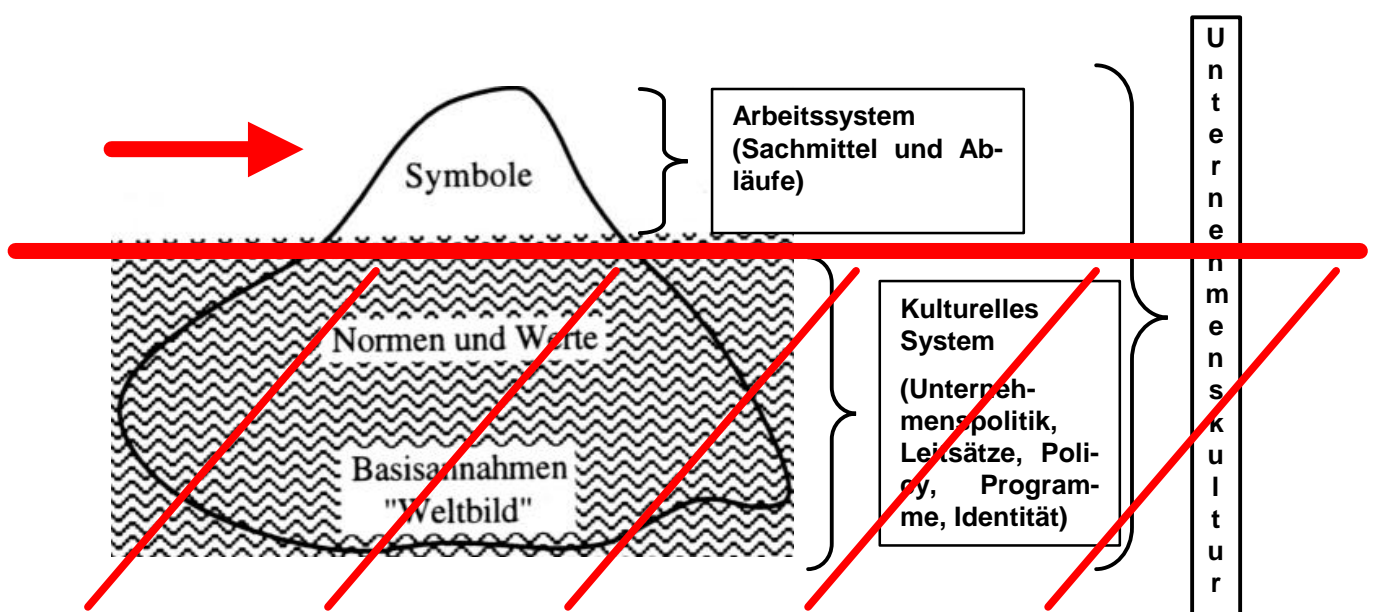 Symbole
Arbeitssystem
(Sachmittel und Ab-
läufe)
Normen und Werte
Basisannahmen
"Weltbild"
Kulturelles
System
(Unterneh-
menspolitik,
Leitsätze, Poli-
cy, Program-
me, Identität)
U
n
t
e
r
n
e
h
m
e
n
s
k
u
l
t
u
r